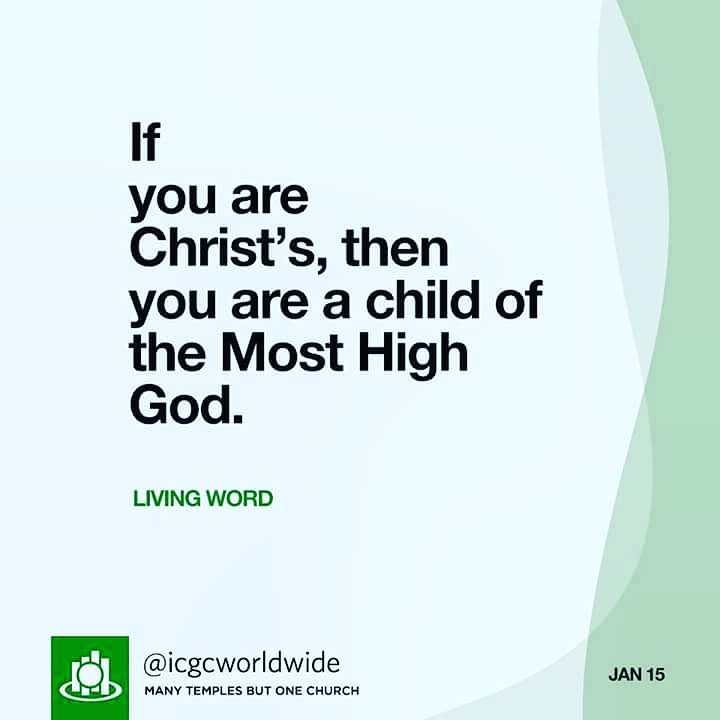 If
you are
Christ's, then
you are a child of
the Most High
God.
LIVING WORD
@icgcworldwide
MANY TEMPLES BUT ONE CHURCH
JAN 15